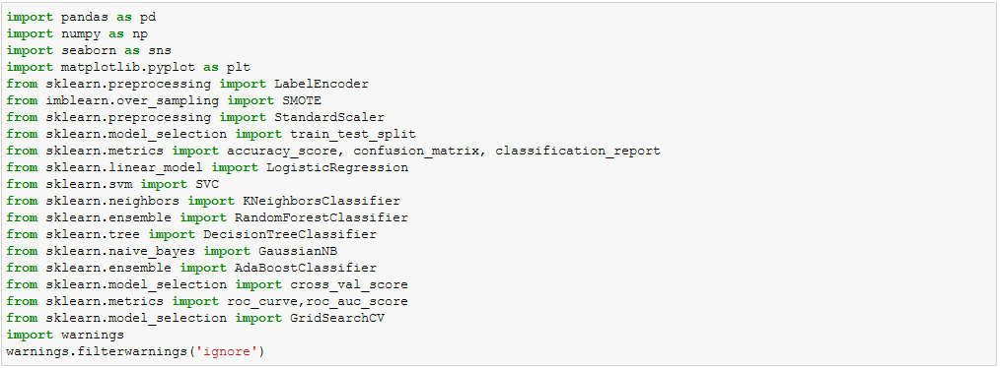 import pandas as pd
import numpy as np
import seaborn as sns
import matplotlib.pyplot as plt
from sklearn.preprocessing import LabelEncoder
from imblearn.over_sampling import SMOTE
from sklearn.preprocessing import StandardScaler
from sklearn.model_selection import train_test_split
from sklearn.metrics import accuracy_score, confusion_matrix, classification_report
from sklearn.linear_model import LogisticRegression
from sklearn.svm import SVC
from sklearn.neighbors import KNeighborsClassifier
from sklearn.ensemble import RandomForestClassifier
from sklearn.tree import DecisionTreeClassifier
from sklearn.naive_bayes import GaussianNB
from sklearn.ensemble import AdaBoostClassifier
from sklearn.model_selection import cross_val_score
from sklearn.metrics import roc_curve,roc_auc_score
from sklearn.model_selection import GridSearchCV
import warnings
warnings.filterwarnings('ignore')